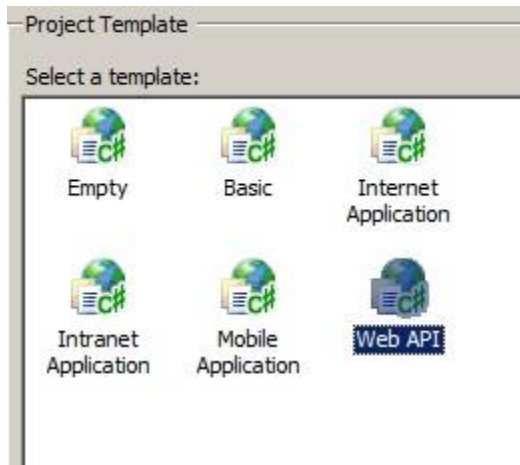 Project Template
Select a template:
C#
C#
C#
Empty
Basic
Internet
Application
C#
C#
C#
Intranet
Application
Mobile
Application
Web API